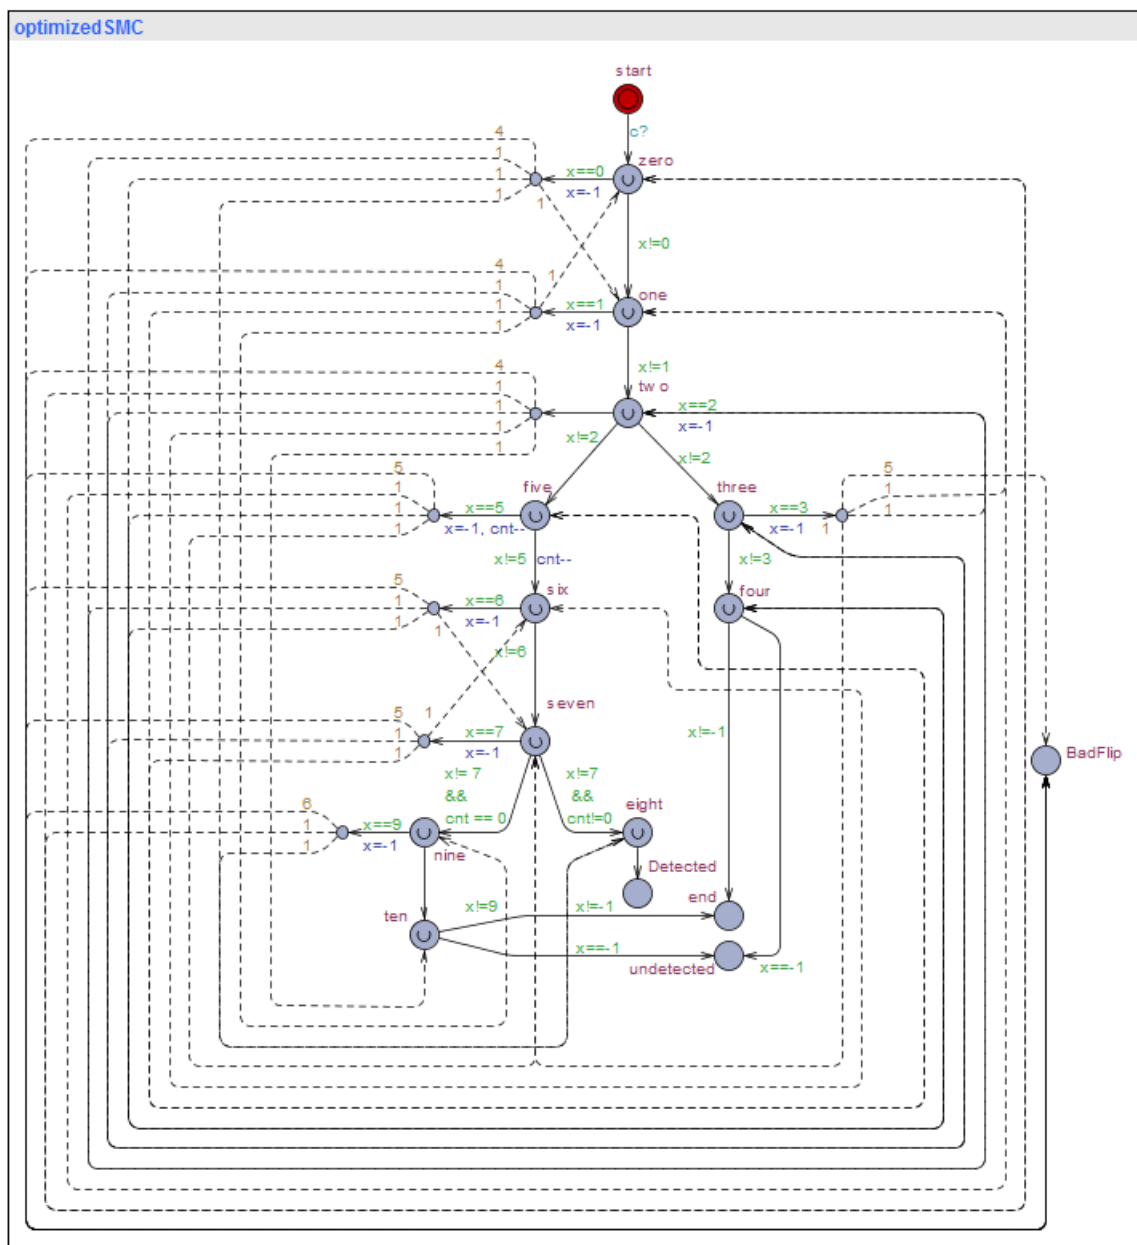 optimized SMC
start
c?
zero
4
1
1
1
1
x==0
x=-1
x!=0
4
1
1
1
1
one
x==1
x=-1
x!=1
two
4
1
1
1
1
x==2
x=-1
x!=2
x!=2
five
three
5
1
1
1
x==5
x=-1, cnt--
x==3
x=-1
5
1
1
1
x!=5
cnt--
x!=3
six
four
5
1
1
1
x==6
x=-1
x!=6
seven
5
1
1
1
x==7
x=-1
x!=-1
BadFlip
x!= 7
&&
cnt == 0
x!=7
&&
cnt!=0
eight
6
1
1
x==9
x=-1
nine
Detected
end
x!=9
x!=-1
ten
x==-1
undetected
x==-1